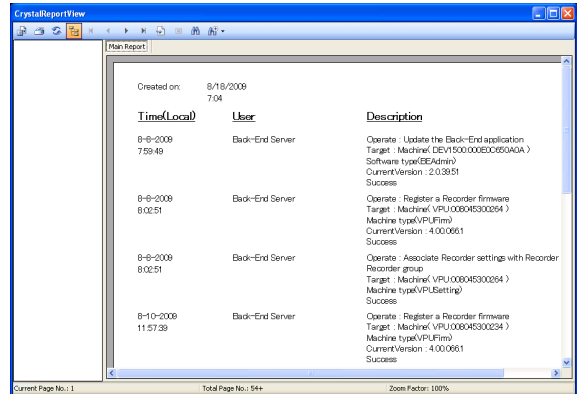 CrystalReportView
Main Report
Created on: 8/18/2009
7:04
Time(Local) User Description
8-8-2009 Back-End Server Operate : Update the Back-End application
7:59:49 Target : Machine( DEV1500:000E0C650A0A )
Software type(BEAdmin)
CurrentVersion : 2.0.39.51
Success
8-8-2009 Back-End Server Operate : Register a Recorder firmware
8:02:51 Target : Machine( VPU:008045300264 )
Machine type(VPUFirm)
CurrentVersion : 4.00.066.1
Success
8-8-2009 Back-End Server Operate : Associate Recorder settings with Recorder
8:02:51 Recorder group
Target : Machine( VPU:008045300264 )
Machine type(VPUSetting)
Success
8-10-2009 Back-End Server Operate : Register a Recorder firmware
11:57:39 Target : Machine( VPU:008045300234 )
Machine type(VPUFirm)
CurrentVersion : 4.00.066.1
Success
Current Page No.: 1 Total Page No.: 54+ Zoom Factor: 100%